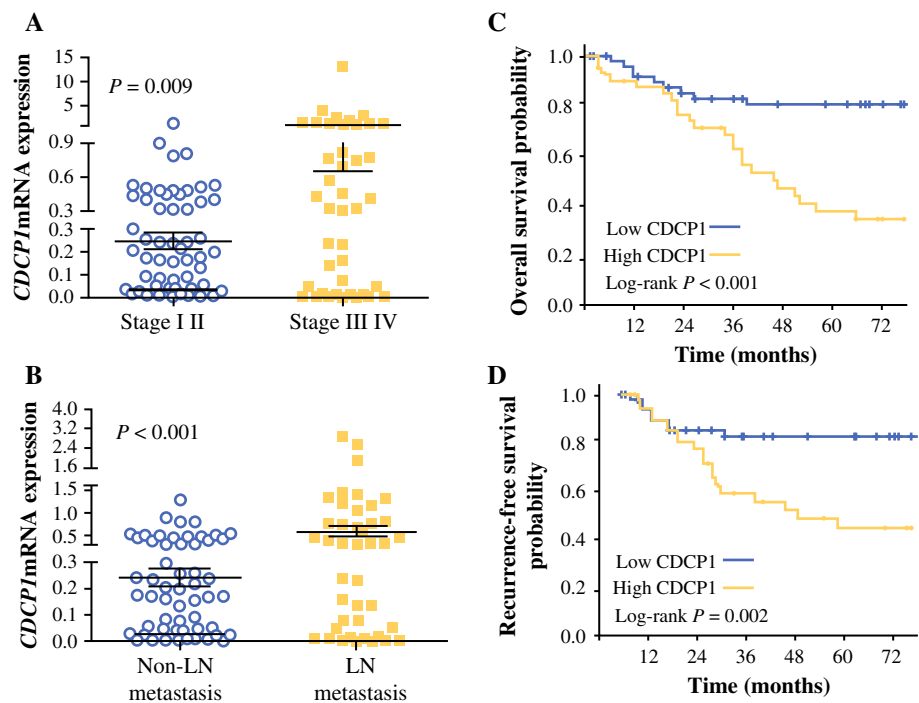 A
CDCP1mRNA expression
15
10
5
0.9
0.6
0.3
0.3
0.2
0.1
0.0
P = 0.009
Stage I II
Stage III IV
B
CDCP1mRNA expression
4.0
3.2
2.4
1.6
1.5
1.0
0.5
0.3
0.2
0.1
0.0
P < 0.001
Non-LN
metastasis
LN
metastasis
C
Overall survival probability
1.0
0.8
0.6
0.4
0.2
0.0
Low CDCP1
High CDCP1
Log-rank P < 0.001
12 24 36 48 60 72
Time (months)
D
Recurrence-free survival
probability
1.0
0.8
0.6
0.4
0.2
0.0
Low CDCP1
High CDCP1
Log-rank P = 0.002
12 24 36 48 60 72
Time (months)